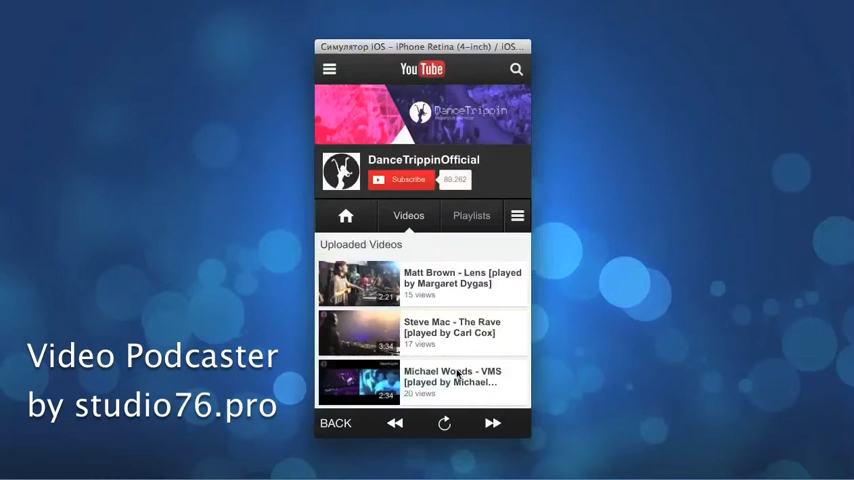 Симулятор iOS - iPhone Retina (4-inch) / iOS...
YouTube
DanceTrippin
DanceTrippinOfficial
Subscribe
89.262
Videos
Playlists
Uploaded Videos
Matt Brown - Lens [played
by Margaret Dygas]
15 views
2:21
Steve Mac - The Rave
[played by Carl Cox]
17 views
3:34
Michael Woods - VMS
[played by Michael...
20 views
2:34
BACK
Video Podcaster
by studio76.pro